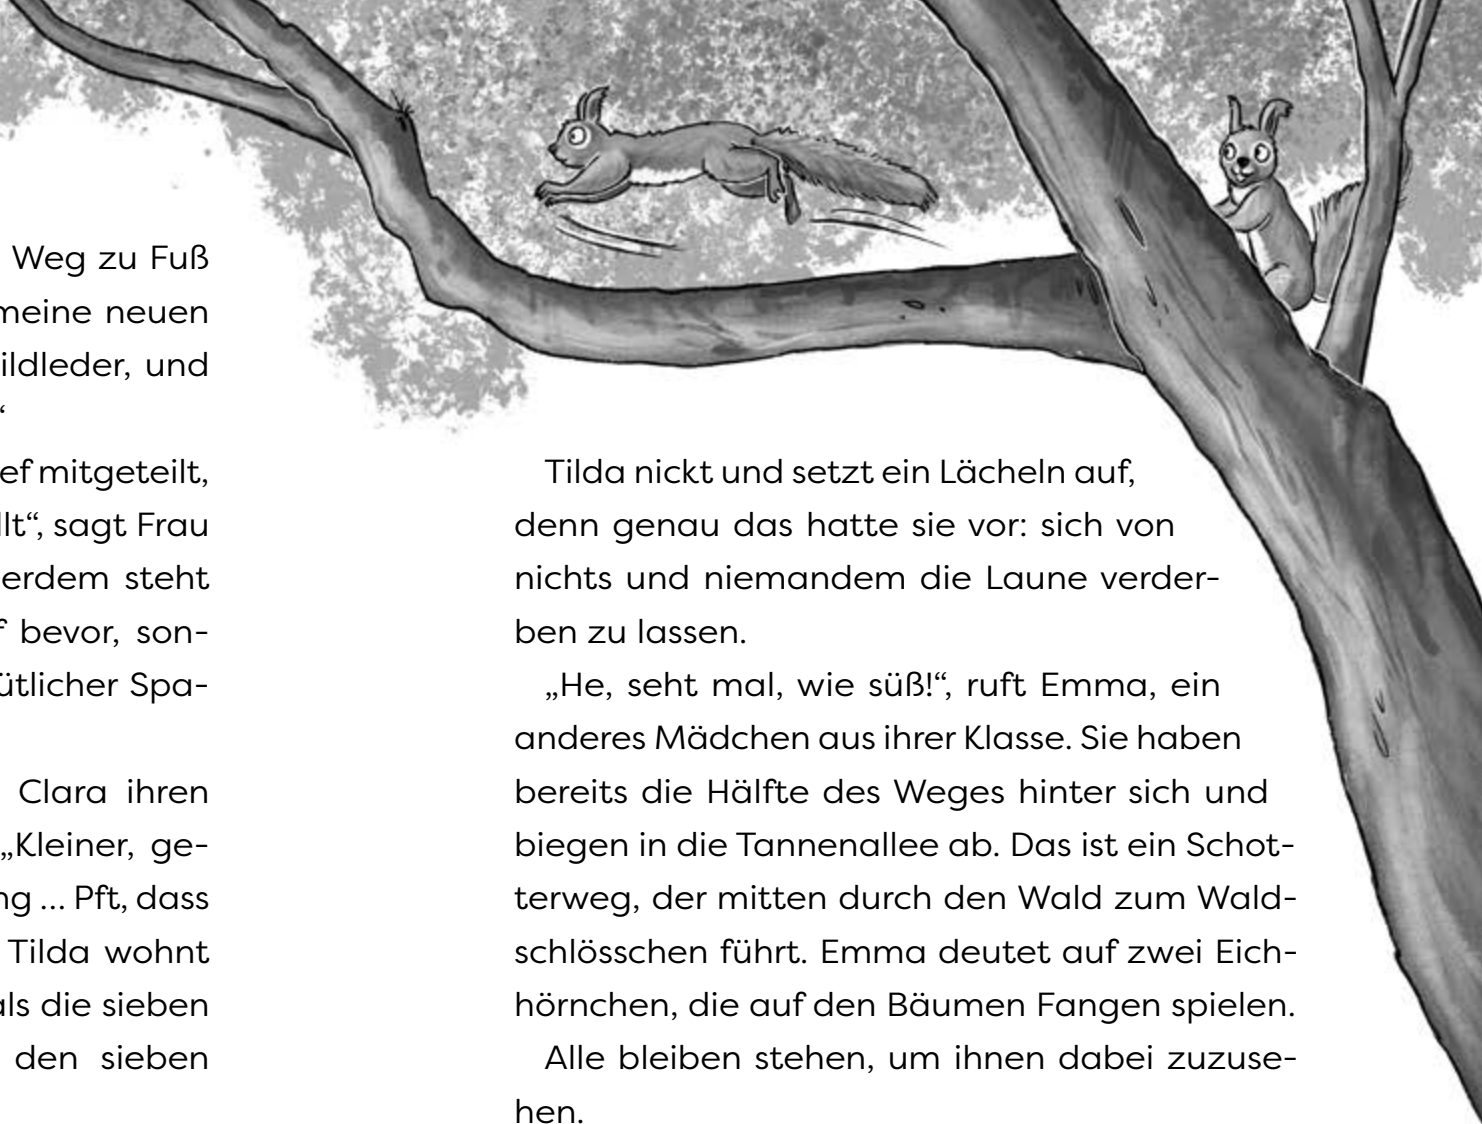 Weg zu Fuß
meine neuen
ildleder, und
“
ef mitgeteilt,
llt“, sagt Frau
erdem steht
f bevor, son-
ütlicher Spa-
Clara ihren
„Kleiner, ge-
ng ... Pft, dass
Tilda wohnt
als die sieben
den sieben
Tilda nickt und setzt ein Lächeln auf,
denn genau das hatte sie vor: sich von
nichts und niemandem die Laune verder-
ben zu lassen.
„He, seht mal, wie süß!“, ruft Emma, ein
anderes Mädchen aus ihrer Klasse. Sie haben
bereits die Hälfte des Weges hinter sich und
biegen in die Tannenallee ab. Das ist ein Schot-
terweg, der mitten durch den Wald zum Wald-
schlösschen führt. Emma deutet auf zwei Eich-
hörnchen, die auf den Bäumen Fangen spielen.
Alle bleiben stehen, um ihnen dabei zuzuse-
hen.